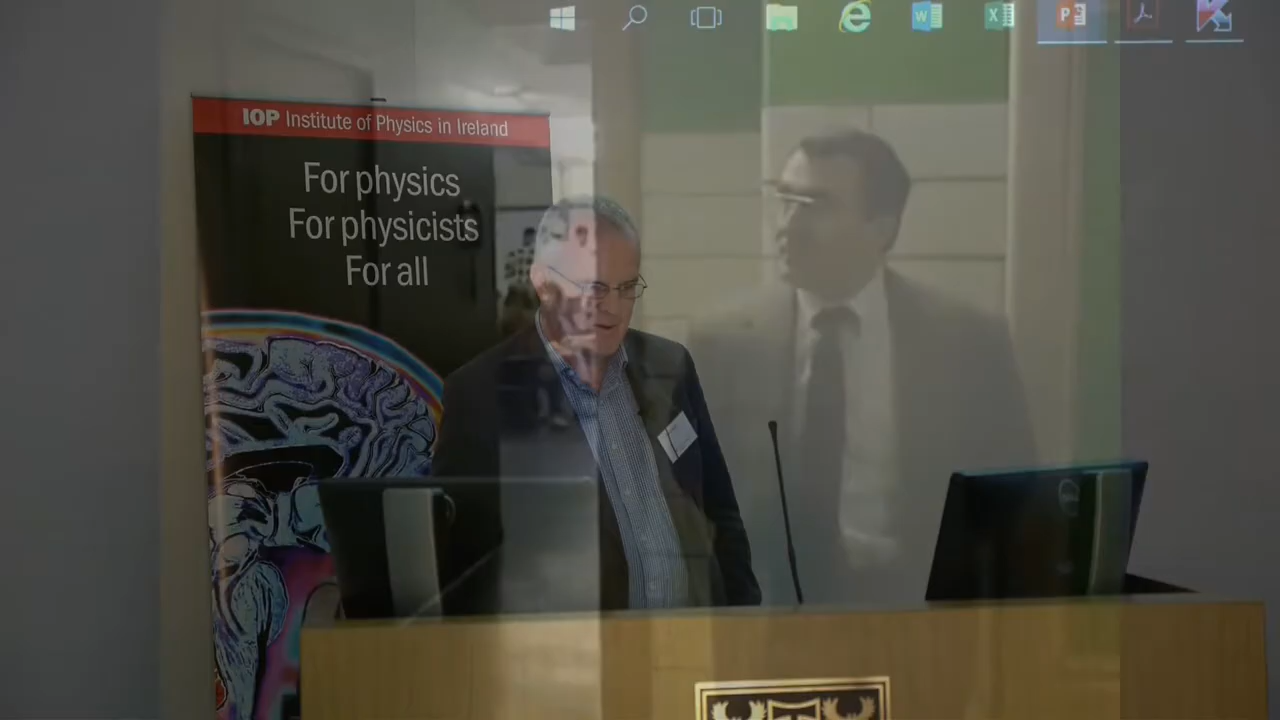 IOP Institute of Physics in Ireland
For physics
For physicists
For all